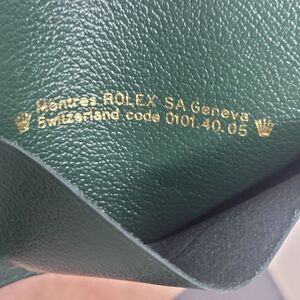 Montres ROLEX SA Geneva
Switzerland code 0101.40.05